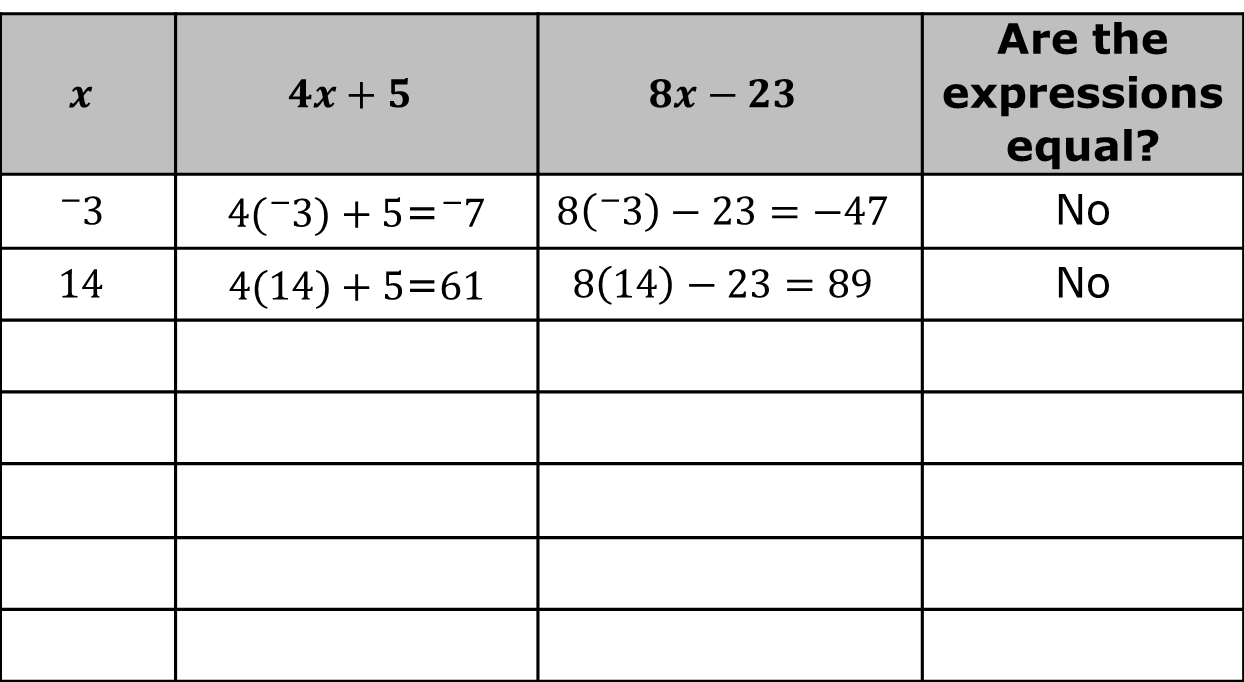 x
4x + 5
8x − 23
Are the
expressions
equal?
⁻3
4(⁻3) + 5=⁻7
8(⁻3) − 23 = −47
No
14
4(14) + 5=61
8(14) − 23 = 89
No